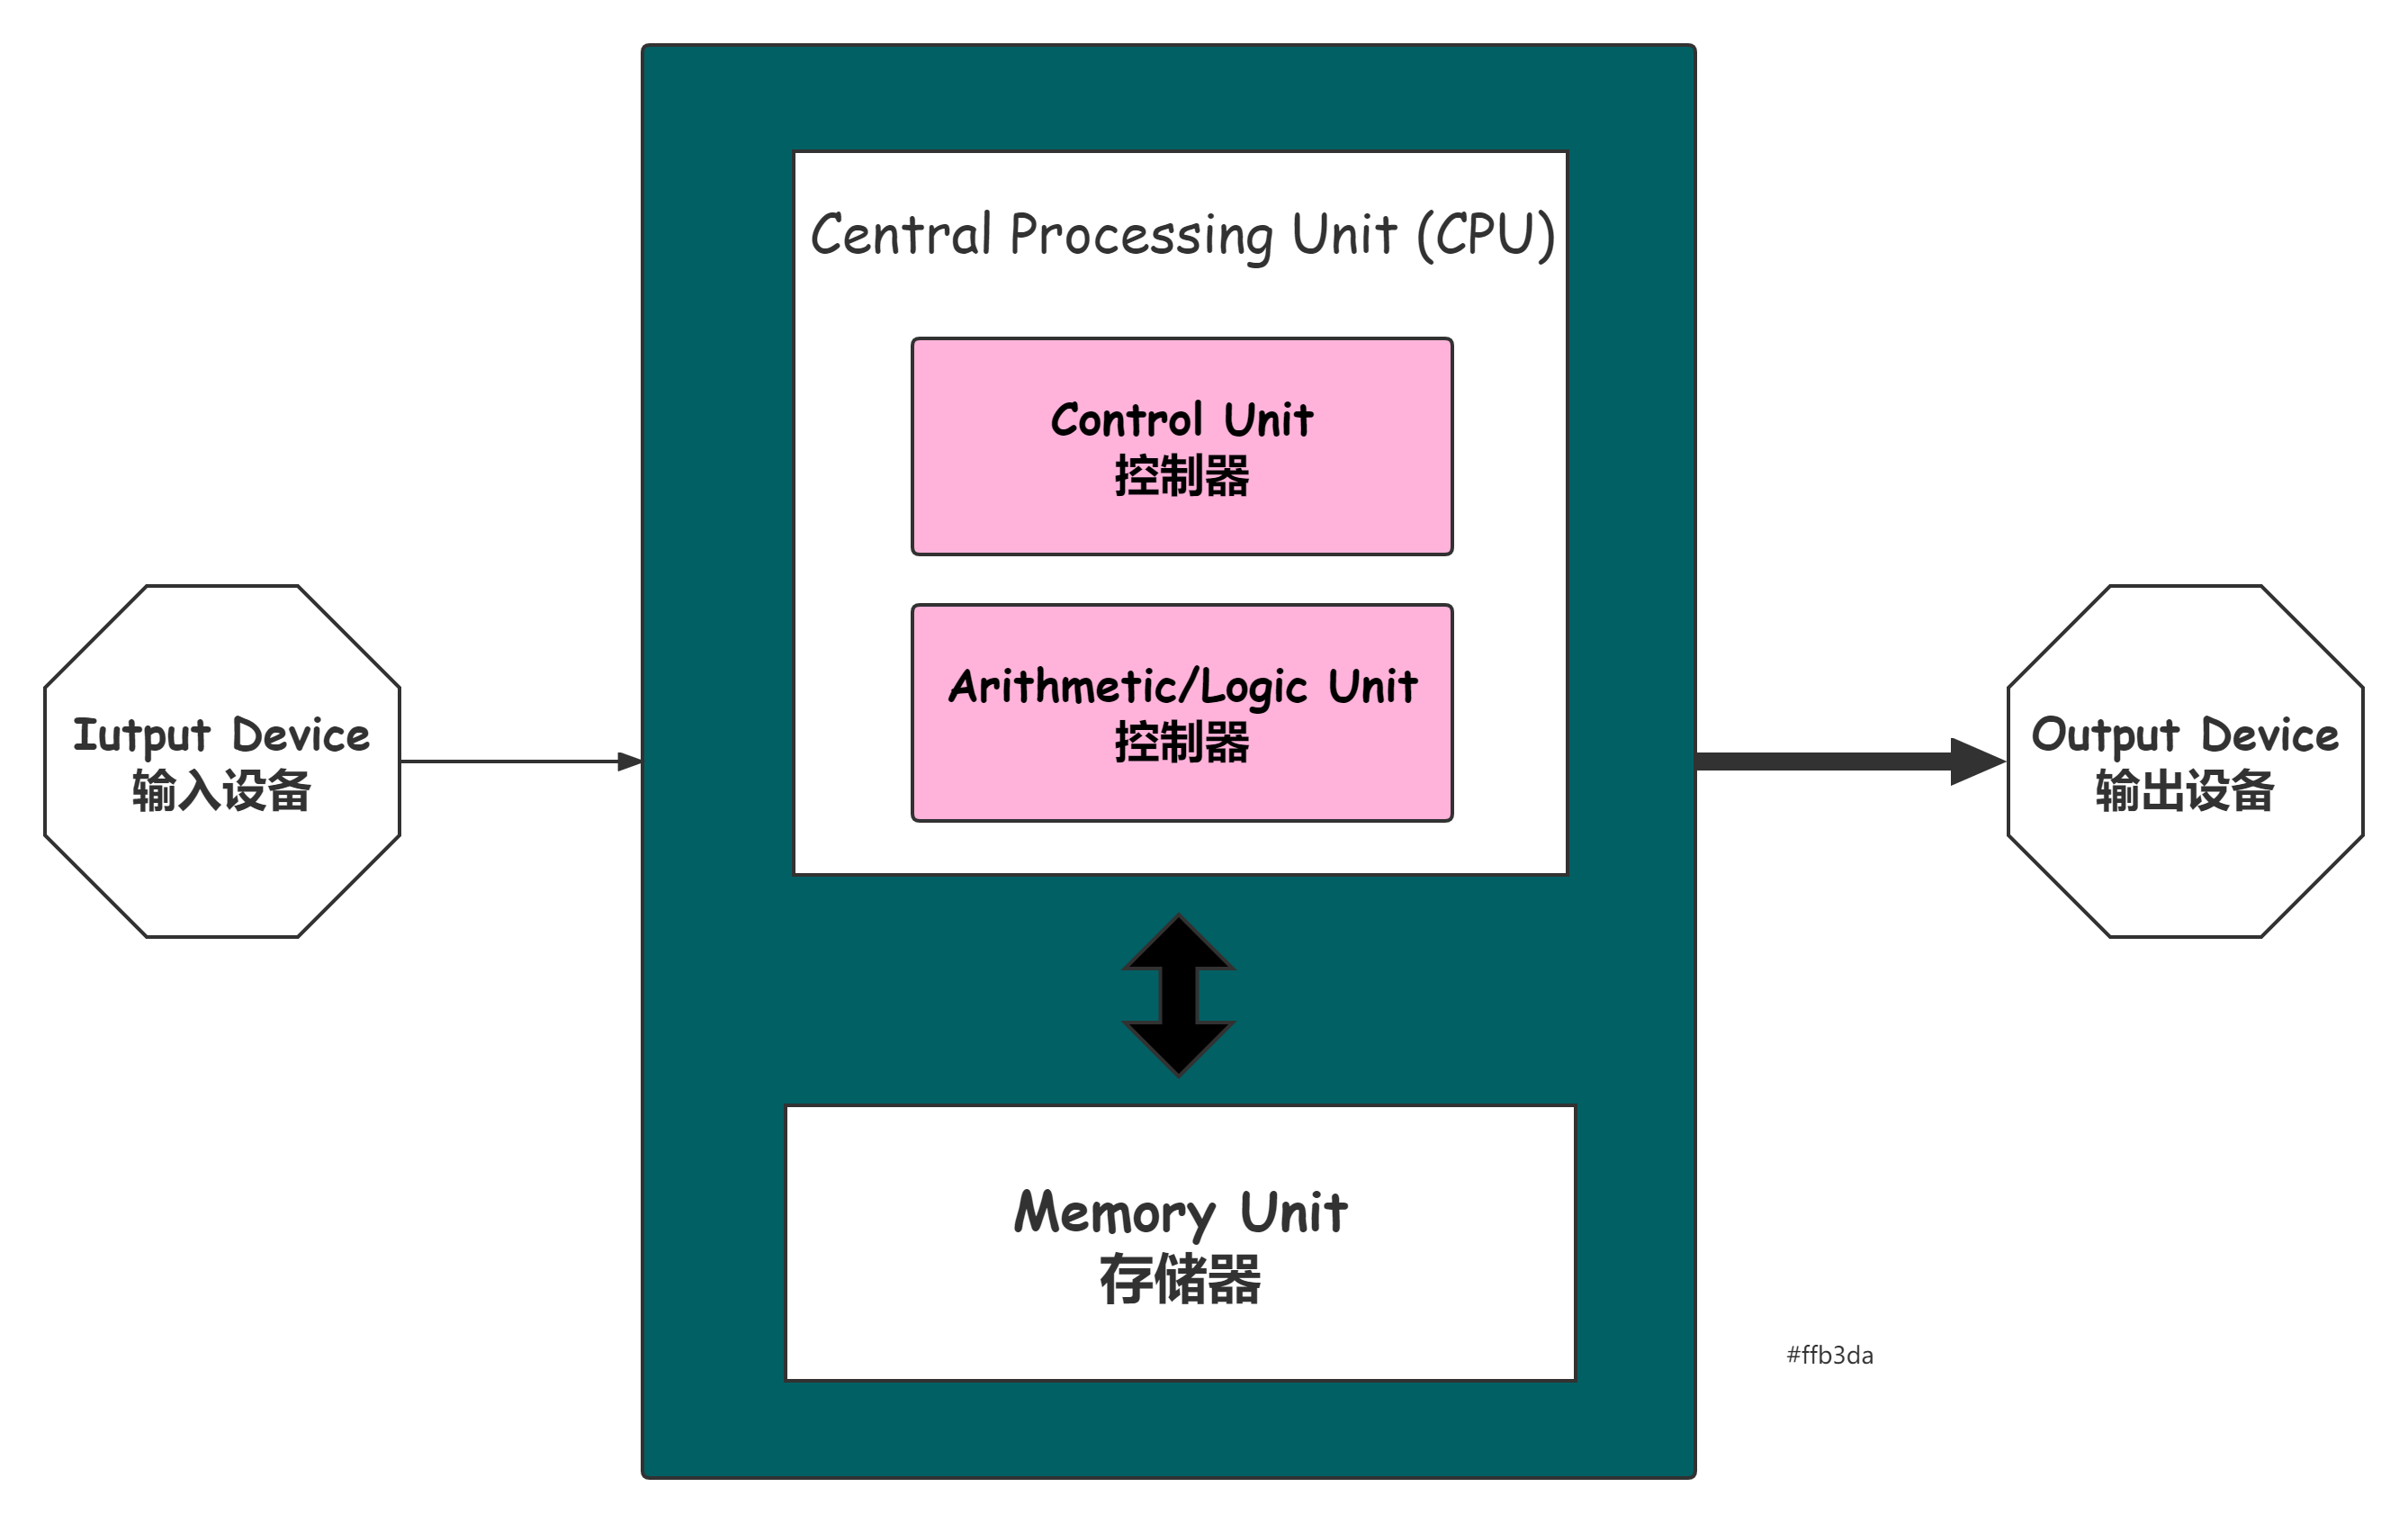 Central Processing Unit (CPU)
Control Unit
控制器
Arithmetic/Logic Unit
控制器
Iutput Device
输入设备
Output Device
输出设备
Memory Unit
存储器
#ffb3da